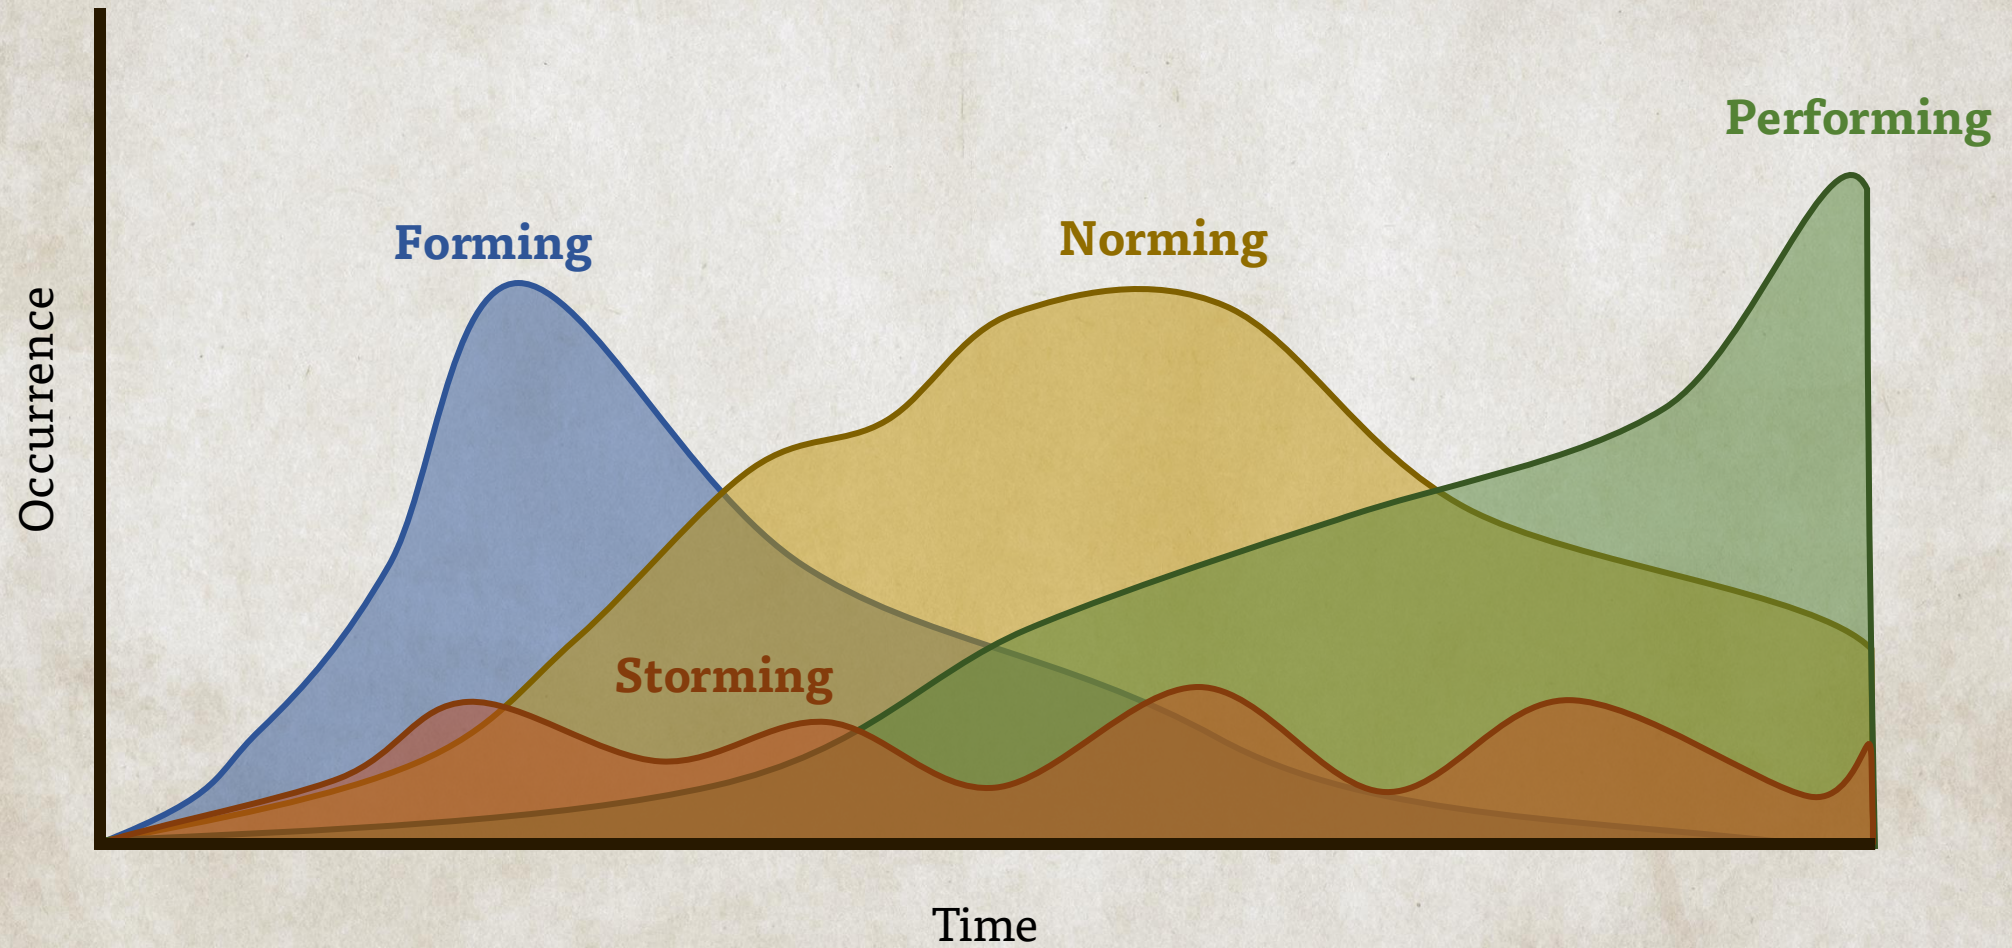 Performing
Forming
Norming
Storming
Occurrence
Time